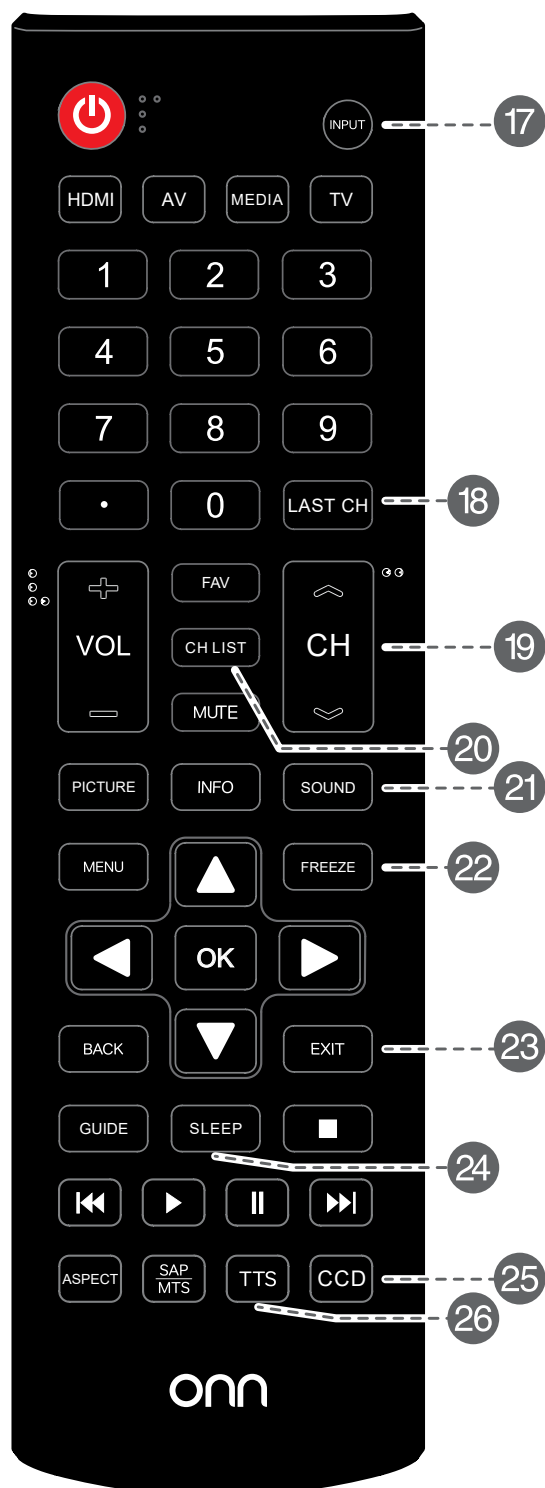 INPUT 17
HDMI AV MEDIA TV
1 2 3
4 5 6
7 8 9
· 0 LAST CH 18
FAV
VOL CH LIST CH 19
MUTE
20
PICTURE INFO SOUND 21
MENU FREEZE 22
OK
BACK EXIT 23
GUIDE SLEEP
24
ASPECT SAP TTS CCD 25
MTS
26
onn